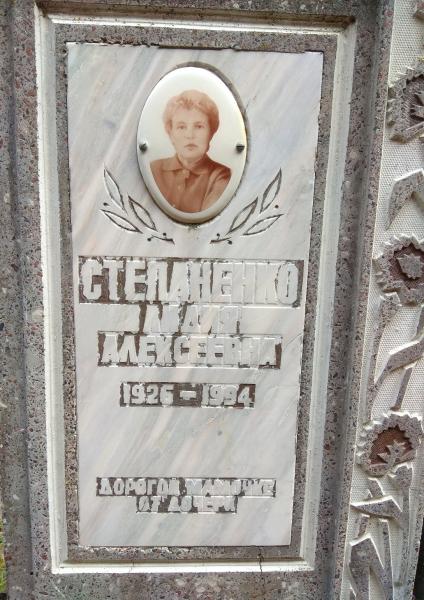 СТЕПАНЕНКО
ЛИДИЯ
АЛЕКСЕЕВНА
1926 - 1994
ДОРОГОЙ МАМОЧКЕ
ОТ ДОЧЕРИ